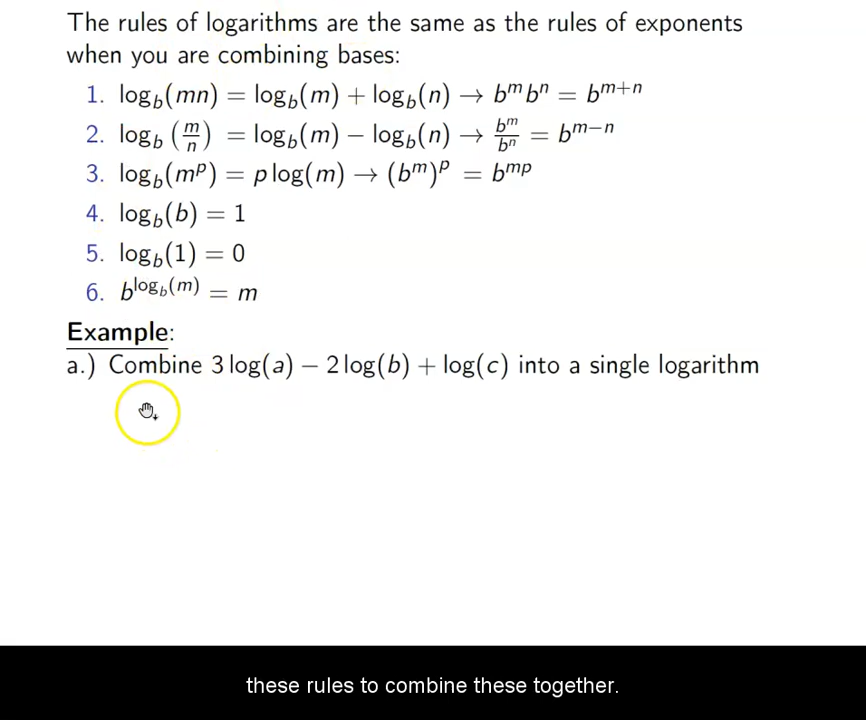 The rules of logarithms are the same as the rules of exponents
when you are combining bases:
1. log_b(mn) = log_b(m) + log_b(n) → b^m b^n = b^{m+n}
2. log_b(m/n) = log_b(m) − log_b(n) → b^m/b^n = b^{m−n}
3. log_b(m^p) = p log(m) → (b^m)^p = b^{mp}
4. log_b(b) = 1
5. log_b(1) = 0
6. b^{log_b(m)} = m
Example:
a.) Combine 3 log(a) − 2 log(b) + log(c) into a single logarithm
these rules to combine these together.